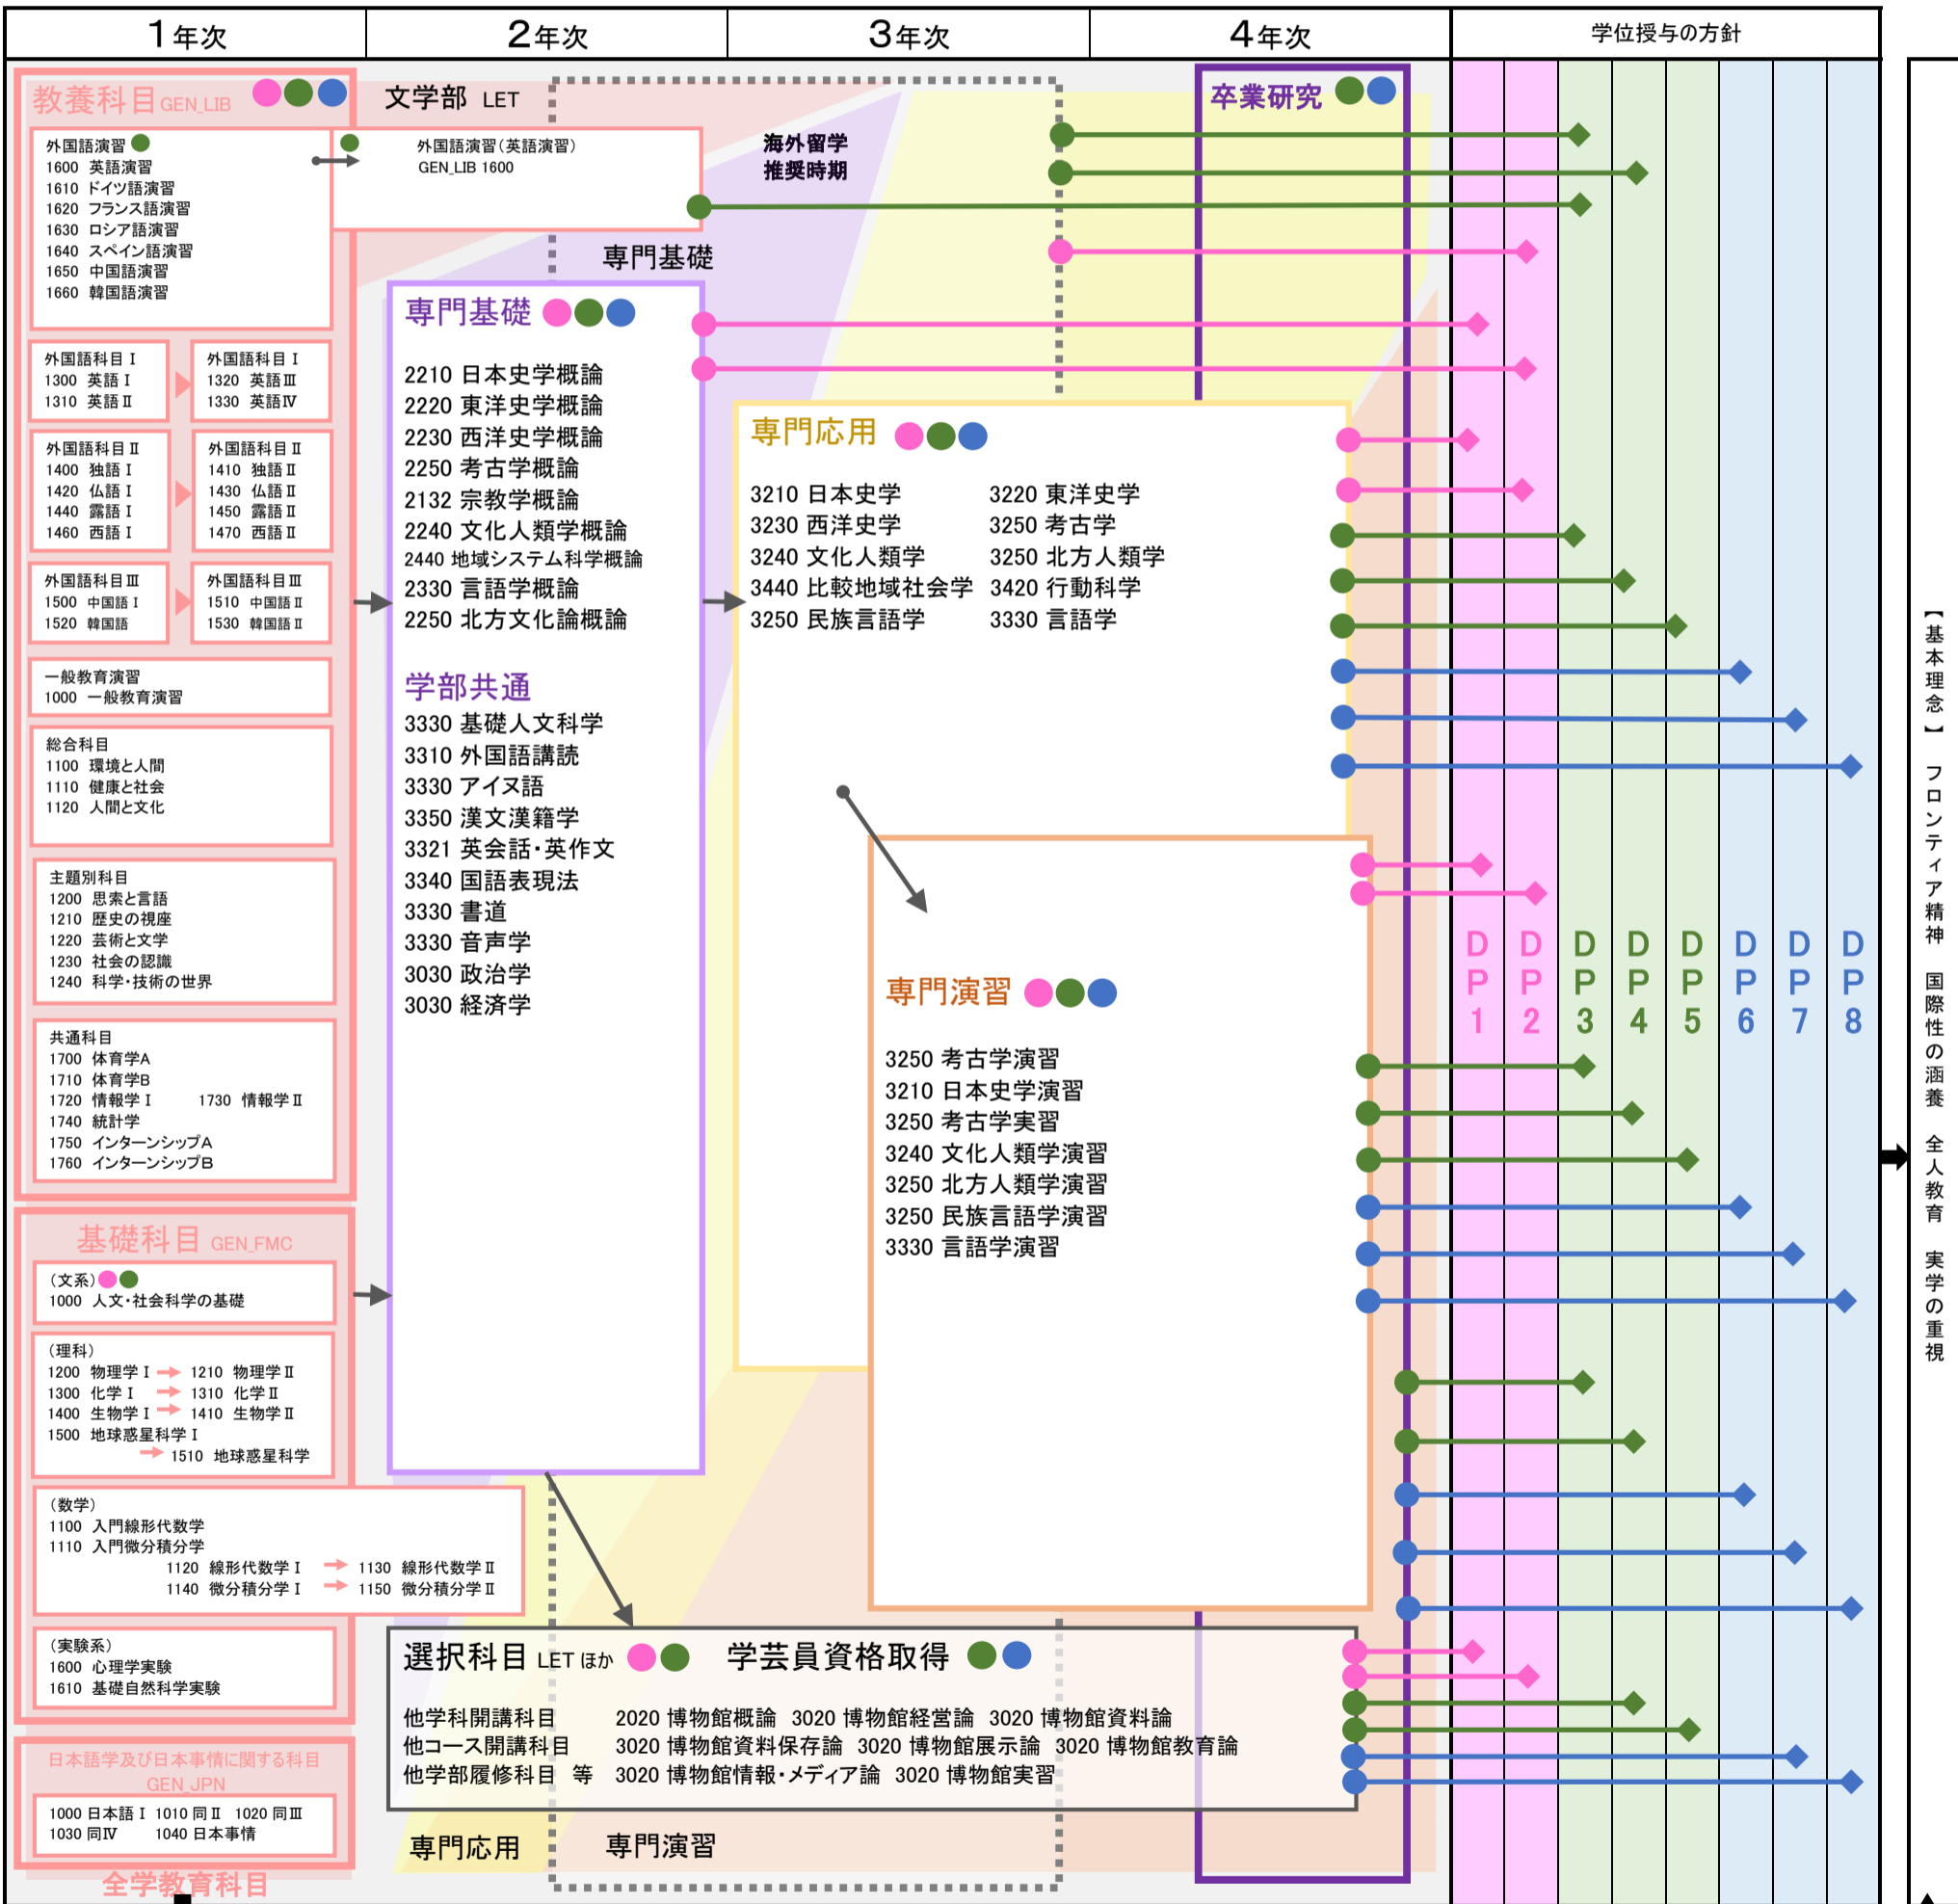 1年次
2年次
3年次
4年次
学位授与の方針
教養科目 GEN_LIB
文学部 LET
卒業研究
外国語演習
1600 英語演習
1610 ドイツ語演習
1620 フランス語演習
1630 ロシア語演習
1640 スペイン語演習
1650 中国語演習
1660 韓国語演習
外国語演習(英語演習)
GEN_LIB 1600
海外留学
推奨時期
専門基礎
外国語科目Ⅰ
1300 英語Ⅰ
1310 英語Ⅱ
外国語科目Ⅰ
1320 英語Ⅲ
1330 英語Ⅳ
外国語科目Ⅱ
1400 独語Ⅰ
1420 仏語Ⅰ
1440 露語Ⅰ
1460 西語Ⅰ
外国語科目Ⅱ
1410 独語Ⅱ
1430 仏語Ⅱ
1450 露語Ⅱ
1470 西語Ⅱ
外国語科目Ⅲ
1500 中国語Ⅰ
1520 韓国語
外国語科目Ⅲ
1510 中国語Ⅱ
1530 韓国語Ⅱ
一般教育演習
1000 一般教育演習
総合科目
1100 環境と人間
1110 健康と社会
1120 人間と文化
主題別科目
1200 思索と言語
1210 歴史の視座
1220 芸術と文学
1230 社会の認識
1240 科学・技術の世界
共通科目
1700 体育学A
1710 体育学B
1720 情報学Ⅰ 1730 情報学Ⅱ
1740 統計学
1750 インターンシップA
1760 インターンシップB
基礎科目 GEN_FMC
(文系)
1000 人文・社会科学の基礎
(理科)
1200 物理学Ⅰ 1210 物理学Ⅱ
1300 化学Ⅰ 1310 化学Ⅱ
1400 生物学Ⅰ 1410 生物学Ⅱ
1500 地球惑星科学Ⅰ
1510 地球惑星科学
(数学)
1100 入門線形代数学
1110 入門微分積分学
1120 線形代数学Ⅰ 1130 線形代数学Ⅱ
1140 微分積分学Ⅰ 1150 微分積分学Ⅱ
(実験系)
1600 心理学実験
1610 基礎自然科学実験
日本語学及び日本事情に関する科目
GEN_JPN
1000 日本語Ⅰ 1010 同Ⅱ 1020 同Ⅲ
1030 同Ⅳ 1040 日本事情
全学教育科目
専門基礎
2210 日本史学概論
2220 東洋史学概論
2230 西洋史学概論
2250 考古学概論
2132 宗教学概論
2240 文化人類学概論
2440 地域システム科学概論
2330 言語学概論
2250 北方文化論概論
学部共通
3330 基礎人文科学
3310 外国語講読
3330 アイヌ語
3350 漢文漢籍学
3321 英会話・英作文
3340 国語表現法
3330 書道
3330 音声学
3030 政治学
3030 経済学
専門応用
3210 日本史学 3220 東洋史学
3230 西洋史学 3250 考古学
3240 文化人類学 3250 北方人類学
3440 比較地域社会学 3420 行動科学
3250 民族言語学 3330 言語学
専門演習
3250 考古学演習
3210 日本史学演習
3250 考古学実習
3240 文化人類学演習
3250 北方人類学演習
3250 民族言語学演習
3330 言語学演習
選択科目 LET ほか 学芸員資格取得
他学科開講科目 2020 博物館概論 3020 博物館経営論 3020 博物館資料論
他コース開講科目 3020 博物館資料保存論 3020 博物館展示論 3020 博物館教育論
他学部履修科目 等 3020 博物館情報・メディア論 3020 博物館実習
専門応用
専門演習
DP1
DP2
DP3
DP4
DP5
DP6
DP7
DP8
【基本理念】 フロンティア精神 国際性の涵養 全人教育 実学の重視